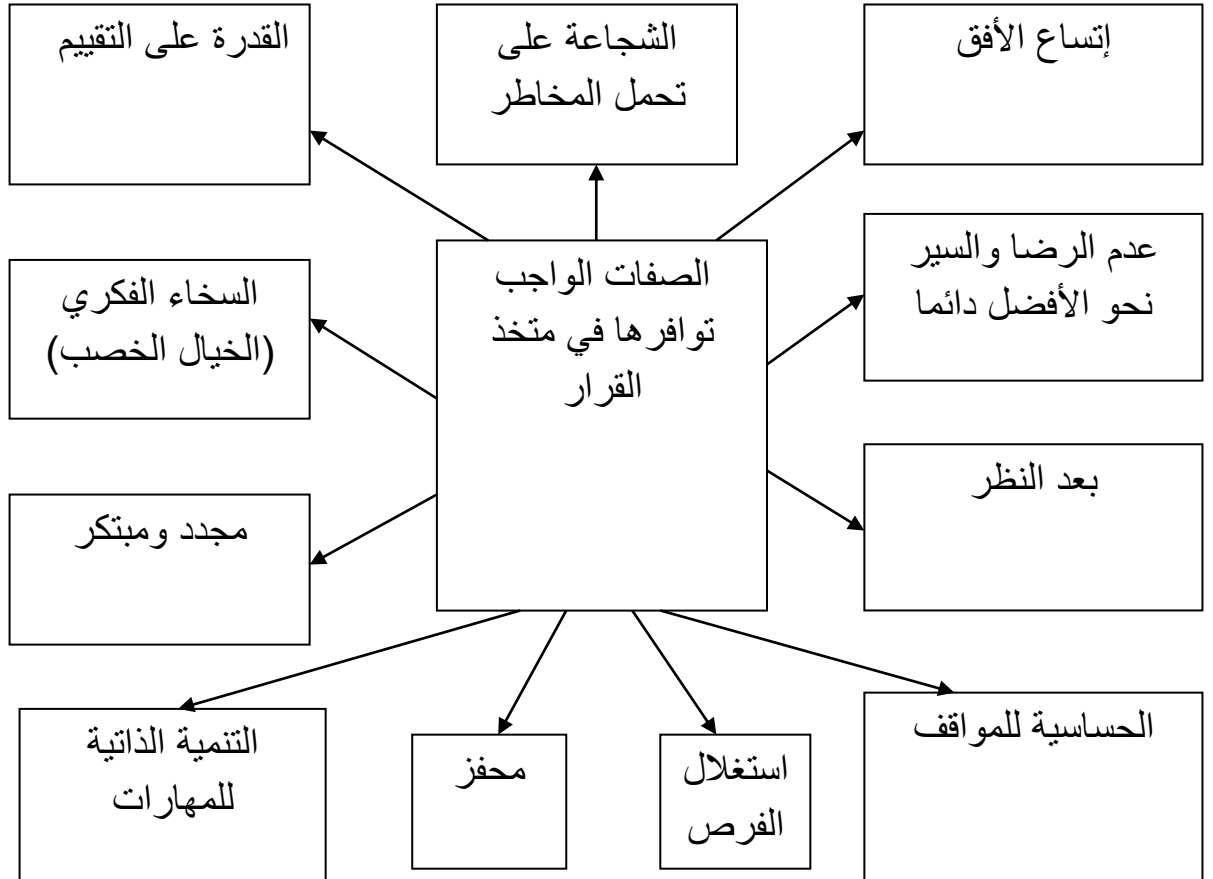 إتساع الأفق
الشجاعة على
تحمل المخاطر
القدرة على التقييم
عدم الرضا والسير
نحو الأفضل دائما
الصفات الواجب
توافرها في متخذ
القرار
السخاء الفكري
(الخيال الخصب)
بعد النظر
مجدد ومبتكر
الحساسية للمواقف
استغلال
الفرص
محفز
التنمية الذاتية
للمهارات